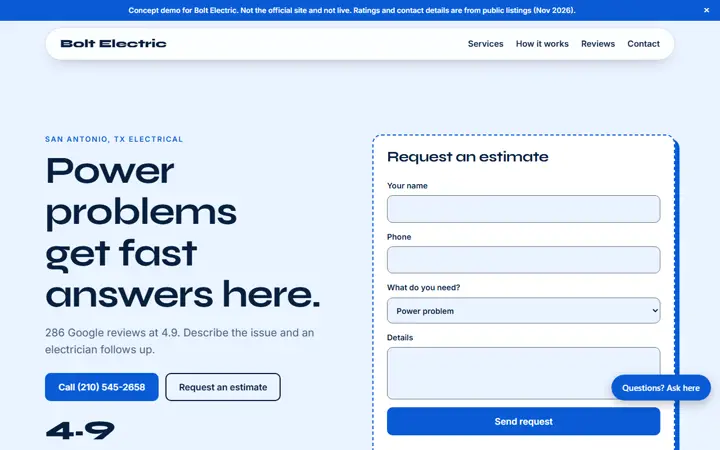 Concept demo for Bolt Electric. Not the official site and not live. Ratings and contact details are from public listings (Nov 2026).
×
Bolt Electric
Services
How it works
Reviews
Contact
SAN ANTONIO, TX ELECTRICAL
Power
problems
get fast
answers here.
286 Google reviews at 4.9. Describe the issue and an
electrician follows up.
Call (210) 545-2658
Request an estimate
4.9
Request an estimate
Your name
Phone
What do you need?
Power problem
Details
Questions? Ask here
Send request